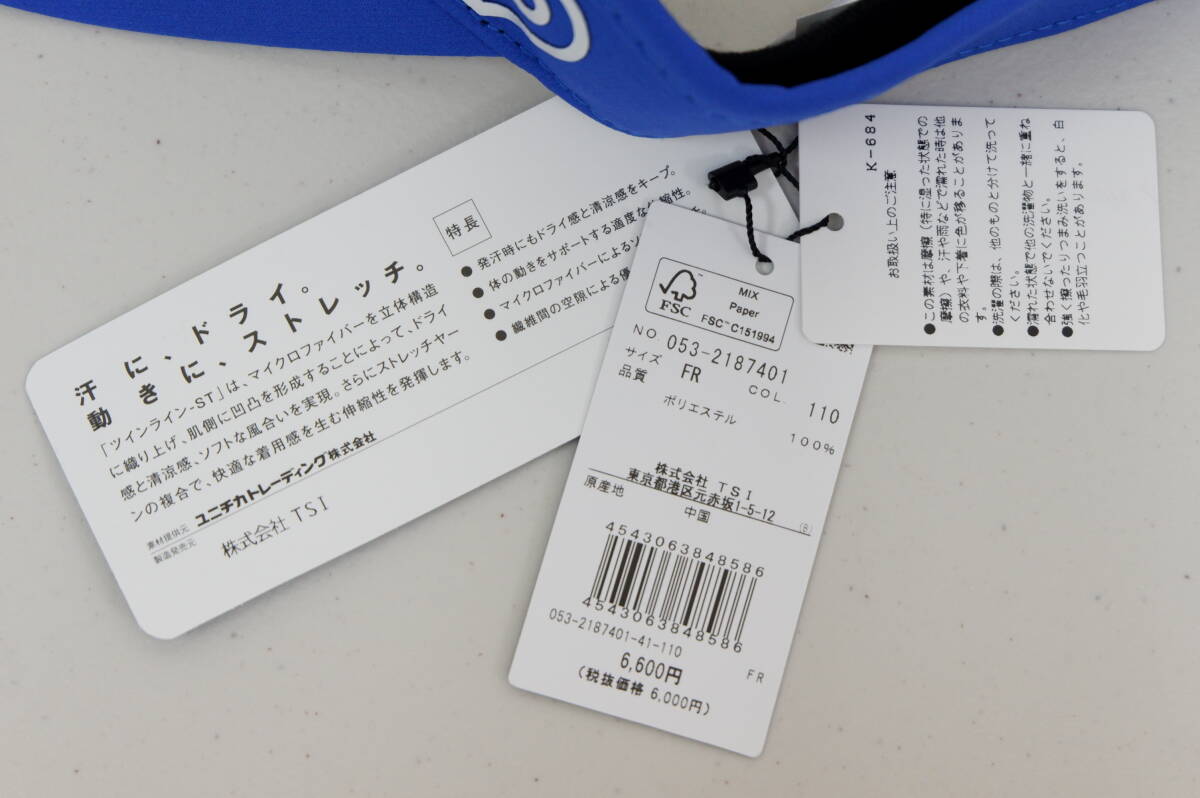 汗に、ドライ。
動きに、ストレッチ。
「ツインライン-ST」は、マイクロファイバーを立体構造
に織り上げ、肌側に凹凸を形成することによって、ドライ
感と清涼感、ソフトな風合いを実現。さらにストレッチヤー
ンの複合で、快適な着用感を生む伸縮性を発揮します。
素材提供元 ユニチカトレーディング株式会社
製造発売元 株式会社TSI
特長
● 発汗時にもドライ感と清涼感をキープ。
● 体の動きをサポートする適度な伸縮性。
● マイクロファイバーによるソ
● 繊維間の空隙による優
FSC™
MIX
Paper
FSC™ C151994
NO 053-2187401
サイズ FR COL. 110
品質
ポリエステル 100%
株式会社 TSI
東京都港区元赤坂1-5-12
原産地 (8)
中国
4543063848586
4543063848586
053-2187401-41-110
FR
6,600円
(税抜価格 6,000円)
K-684
お取扱い上のご注意
●この素材は摩擦(特に湿った状態での
摩擦)や、汗や雨などで濡れた時は他
の衣料や下着に色が移ることがありま
す。
●洗濯の際は、他のものと分けて洗って
ください。
●濡れた状態で他の洗濯物と一緒に重ね
合わせないでください。
●強く擦ったりつまみ洗いをすると、白
化や毛羽立つことがあります。